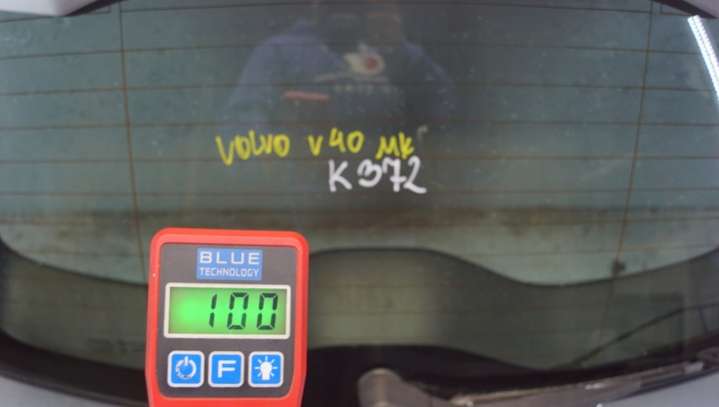 VOLVO V40 MK
K372
BLUE
TECHNOLOGY
100
F